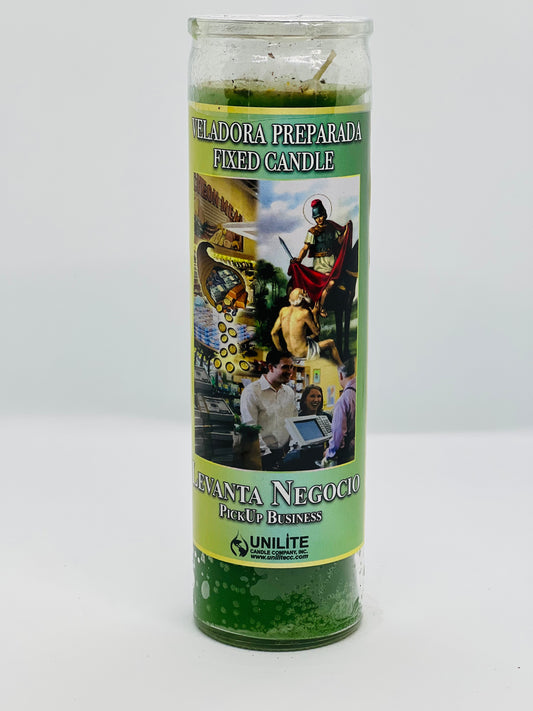 VELADORA PREPARADA
FIXED CANDLE
LEVANTA NEGOCIO
PICKUP BUSINESS
UNILITE
CANDLE COMPANY, INC.
www.unilitecc.com